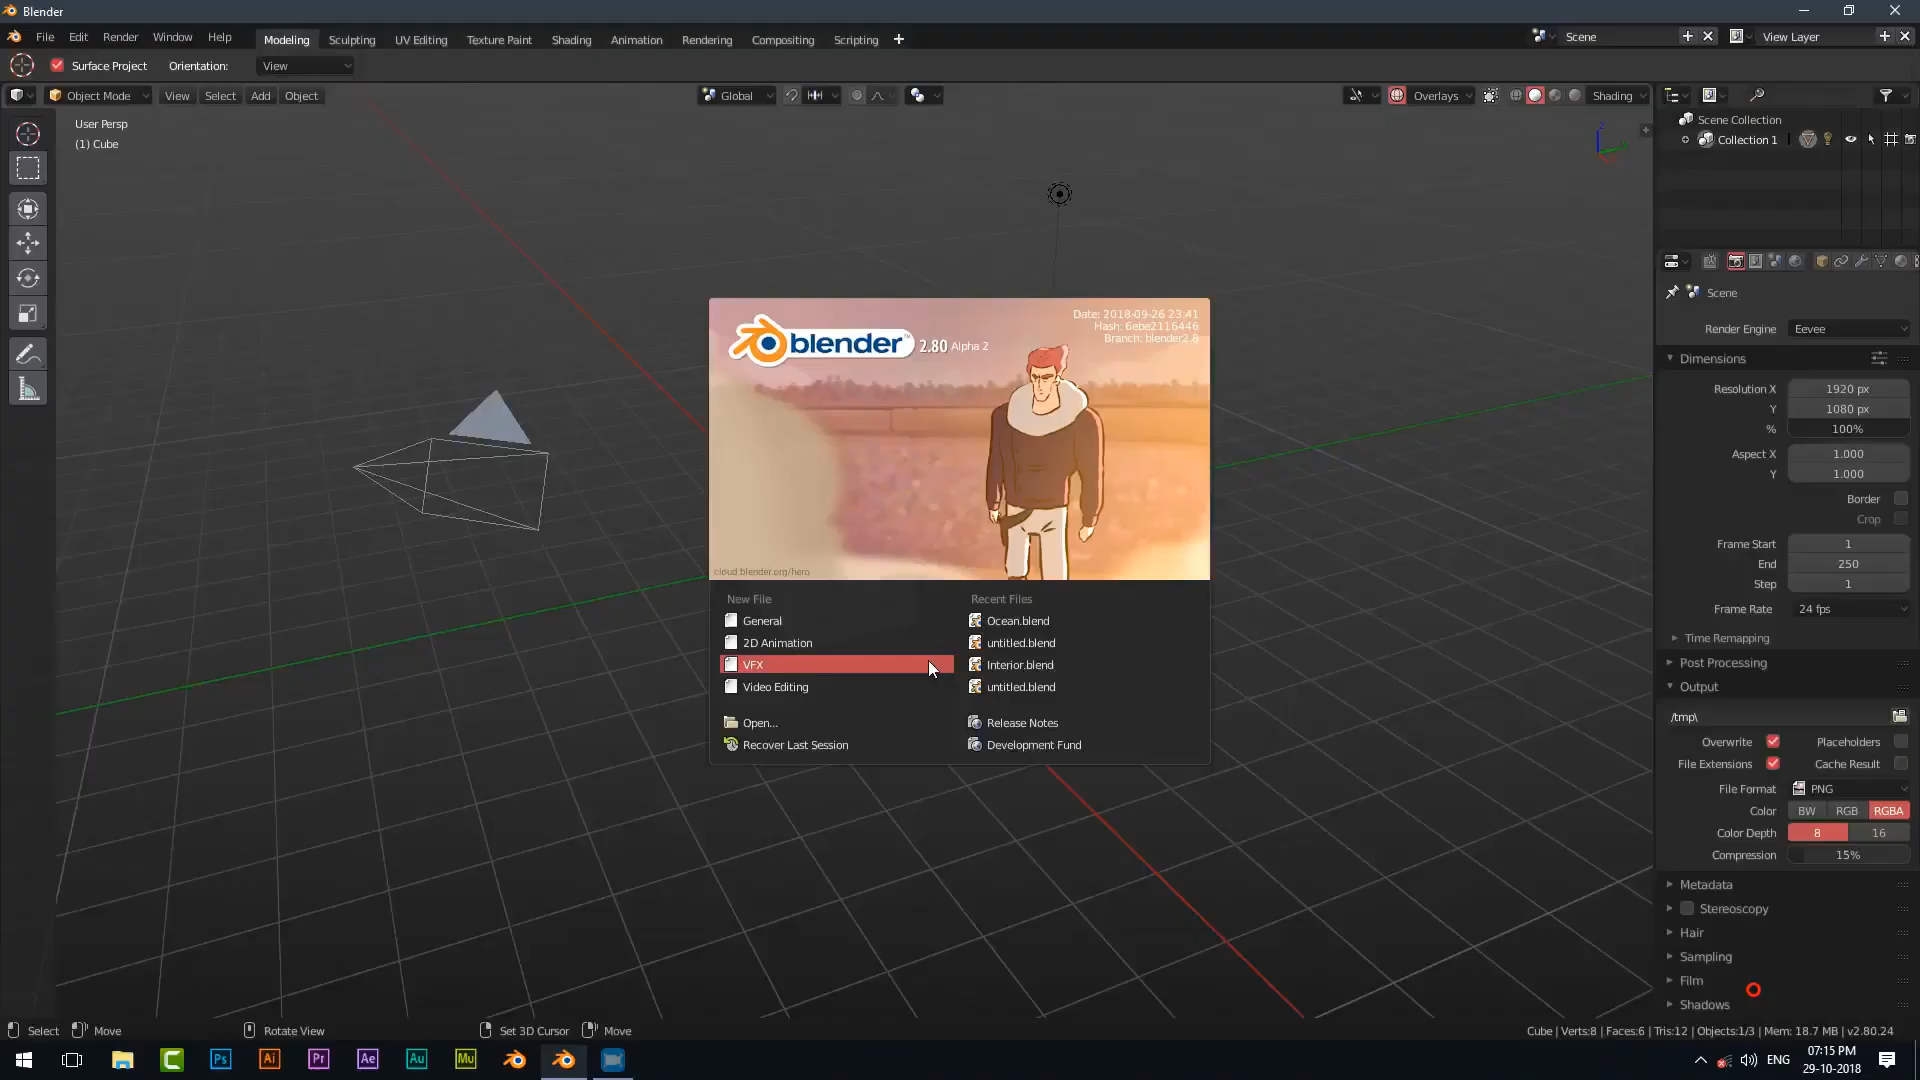 Blender
File Edit Render Window Help Modeling Sculpting UV Editing Texture Paint Shading Animation Rendering Compositing Scripting Scene View Layer
Surface Project Orientation: View
Object Mode View Select Add Object Global Overlays Shading
User Persp
(1) Cube
Scene Collection
Collection 1
Scene
Render Engine Eevee
Dimensions
Resolution X 1920 px
Y 1080 px
% 100%
Aspect X 1.000
Y 1.000
Border
Crop
Frame Start 1
End 250
Step 1
Frame Rate 24 fps
Time Remapping
Post Processing
Output
/tmp\
Overwrite Placeholders
File Extensions Cache Result
File Format PNG
Color BW RGB RGBA
Color Depth 8 16
Compression 15%
Metadata
Stereoscopy
Hair
Sampling
Film
Shadows
Date: 2018-09-26 23:41
Hash: 6ebe2116446
Branch: blender2.8
blender 2.80 Alpha 2
cloud.blender.org/hero
New File Recent Files
General Ocean.blend
2D Animation untitled.blend
VFX Interior.blend
Video Editing untitled.blend
Open... Release Notes
Recover Last Session Development Fund
Select Move Rotate View Set 3D Cursor Move Cube | Verts:8 | Faces:6 | Tris:12 | Objects:1/3 | Mem: 18.7 MB | v2.80.24
Ps Ai Pr Ae Au Mu ENG 07:15 PM
29-10-2018